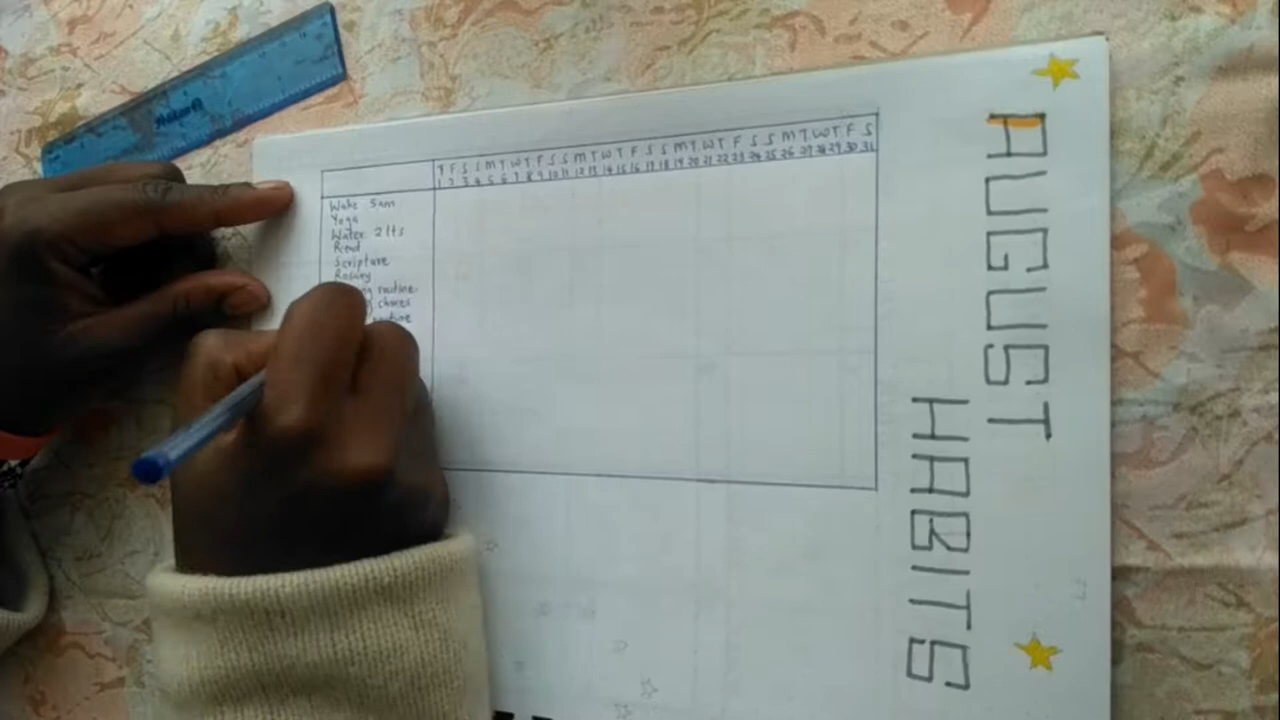 AUGUST
HABITS
T F S S M T W T F S S M T W T F S S M T W T F S S M T W T F S
1 2 3 4 5 6 7 8 9 10 11 12 13 14 15 16 17 18 19 20 21 22 23 24 25 26 27 28 29 30 31
Wake 5am
Yoga
Water 2lts
Read
Scripture
Rosary
routine
chores